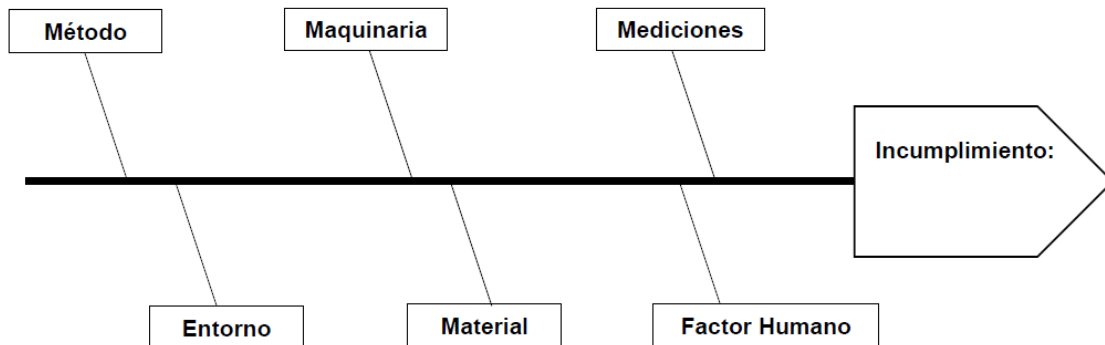 Método
Maquinaria
Mediciones
Incumplimiento:
Entorno
Material
Factor Humano